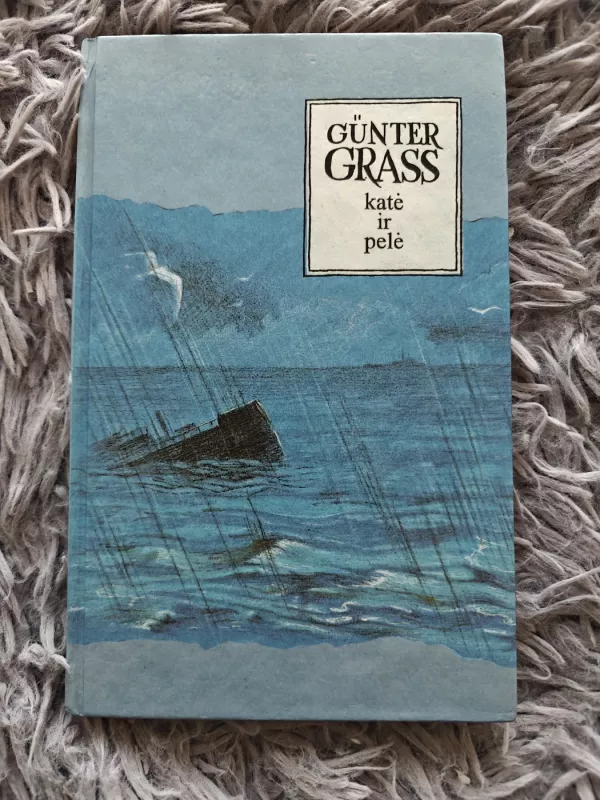 GÜNTER
GRASS
katė
ir
pelė